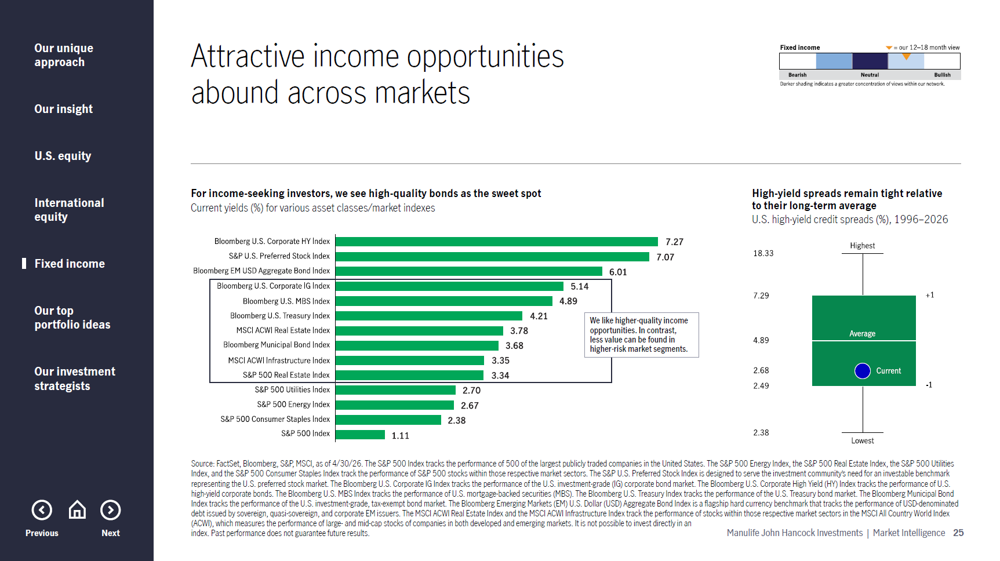 Our unique
approach
Our insight
U.S. equity
International
equity
Fixed income
Our top
portfolio ideas
Our investment
strategists
Previous
Next
Attractive income opportunities
abound across markets
Fixed income
= our 12–18 month view
Bearish
Neutral
Bullish
Darker shading indicates a greater concentration of views within our network.
For income-seeking investors, we see high-quality bonds as the sweet spot
Current yields (%) for various asset classes/market indexes
Bloomberg U.S. Corporate HY Index 7.27
S&P U.S. Preferred Stock Index 7.07
Bloomberg EM USD Aggregate Bond Index 6.01
Bloomberg U.S. Corporate IG Index 5.14
Bloomberg U.S. MBS Index 4.89
Bloomberg U.S. Treasury Index 4.21
MSCI ACWI Real Estate Index 3.78
Bloomberg Municipal Bond Index 3.68
MSCI ACWI Infrastructure Index 3.35
S&P 500 Real Estate Index 3.34
S&P 500 Utilities Index 2.70
S&P 500 Energy Index 2.67
S&P 500 Consumer Staples Index 2.38
S&P 500 Index 1.11
We like higher-quality income
opportunities. In contrast,
less value can be found in
higher-risk market segments.
High-yield spreads remain tight relative
to their long-term average
U.S. high-yield credit spreads (%), 1996–2026
Highest
18.33
7.29
+1
Average
4.89
2.68
Current
2.49
-1
2.38
Lowest
Source: FactSet, Bloomberg, S&P, MSCI, as of 4/30/26. The S&P 500 Index tracks the performance of 500 of the largest publicly traded companies in the United States. The S&P 500 Energy Index, the S&P 500 Real Estate Index, the S&P 500 Utilities
Index, and the S&P 500 Consumer Staples Index track the performance of S&P 500 stocks within those respective market sectors. The S&P U.S. Preferred Stock Index is designed to serve the investment community's need for an investable benchmark
representing the U.S. preferred stock market. The Bloomberg U.S. Corporate IG Index tracks the performance of the U.S. investment-grade (IG) corporate bond market. The Bloomberg U.S. Corporate High Yield (HY) Index tracks the performance of U.S.
high-yield corporate bonds. The Bloomberg U.S. MBS Index tracks the performance of U.S. mortgage-backed securities (MBS). The Bloomberg U.S. Treasury Index tracks the performance of the U.S. Treasury bond market. The Bloomberg Municipal Bond
Index tracks the performance of the U.S. investment-grade, tax-exempt bond market. The Bloomberg Emerging Markets (EM) U.S. Dollar (USD) Aggregate Bond Index is a flagship hard currency benchmark that tracks the performance of USD-denominated
debt issued by sovereign, quasi-sovereign, and corporate EM issuers. The MSCI ACWI Real Estate Index and the MSCI ACWI Infrastructure Index track the performance of stocks within those respective market sectors in the MSCI All Country World Index
(ACWI), which measures the performance of large- and mid-cap stocks of companies in both developed and emerging markets. It is not possible to invest directly in an
index. Past performance does not guarantee future results.
Manulife John Hancock Investments | Market Intelligence 25